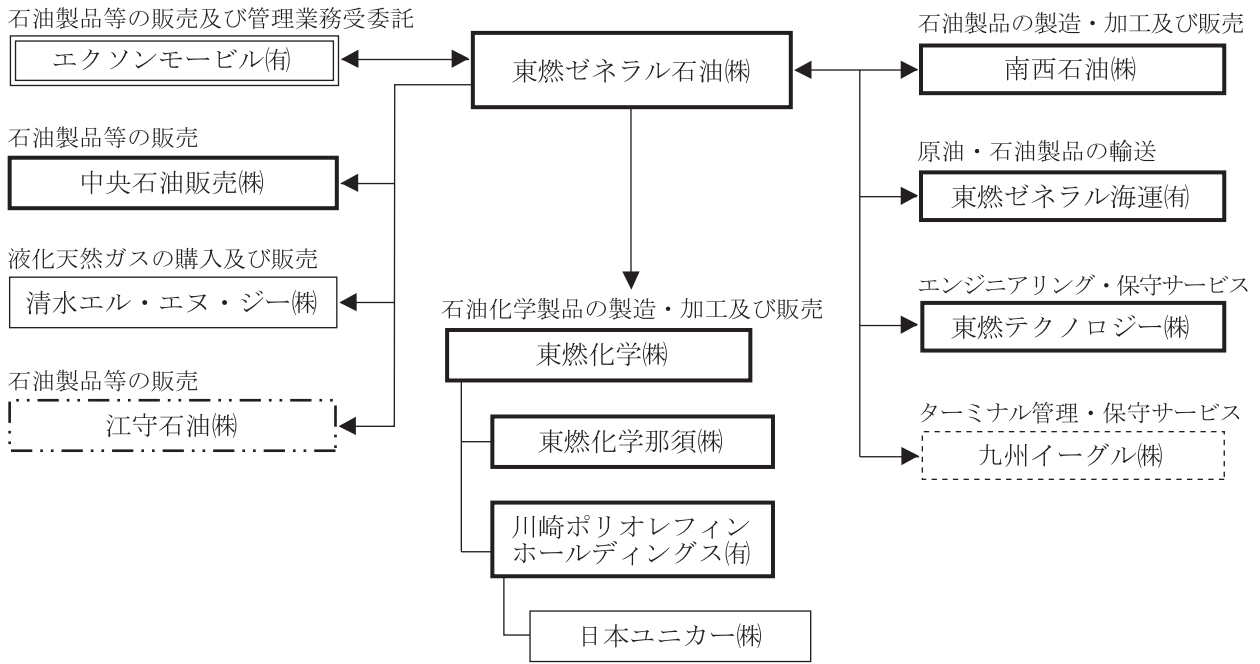 石油製品等の販売及び管理業務受委託
エクソンモービル㈲
東燃ゼネラル石油㈱
石油製品の製造・加工及び販売
南西石油㈱
石油製品等の販売
中央石油販売㈱
原油・石油製品の輸送
東燃ゼネラル海運㈲
液化天然ガスの購入及び販売
清水エル・エヌ・ジー㈱
エンジニアリング・保守サービス
東燃テクノロジー㈱
石油化学製品の製造・加工及び販売
東燃化学㈱
石油製品等の販売
江守石油㈱
ターミナル管理・保守サービス
九州イーグル㈱
東燃化学那須㈱
川崎ポリオレフィン
ホールディングス㈲
日本ユニカー㈱